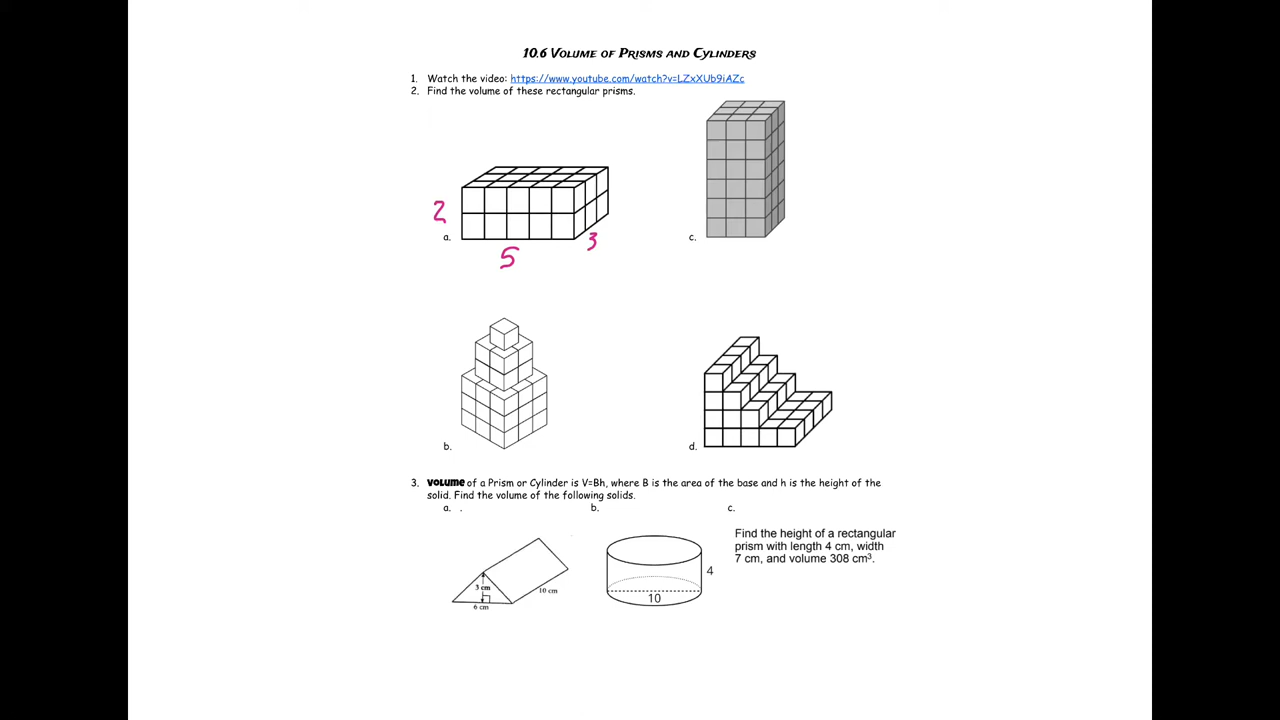 10.6 Volume of Prisms and Cylinders
1. Watch the video: https://www.youtube.com/watch?v=LZxXUb9iAZc
2. Find the volume of these rectangular prisms.
2
a.
3
5
c.
b.
d.
3. Volume of a Prism or Cylinder is V=Bh, where B is the area of the base and h is the height of the
solid. Find the volume of the following solids.
a. .
b.
c.
3 cm
6 cm
10 cm
4
10
Find the height of a rectangular
prism with length 4 cm, width
7 cm, and volume 308 cm³.